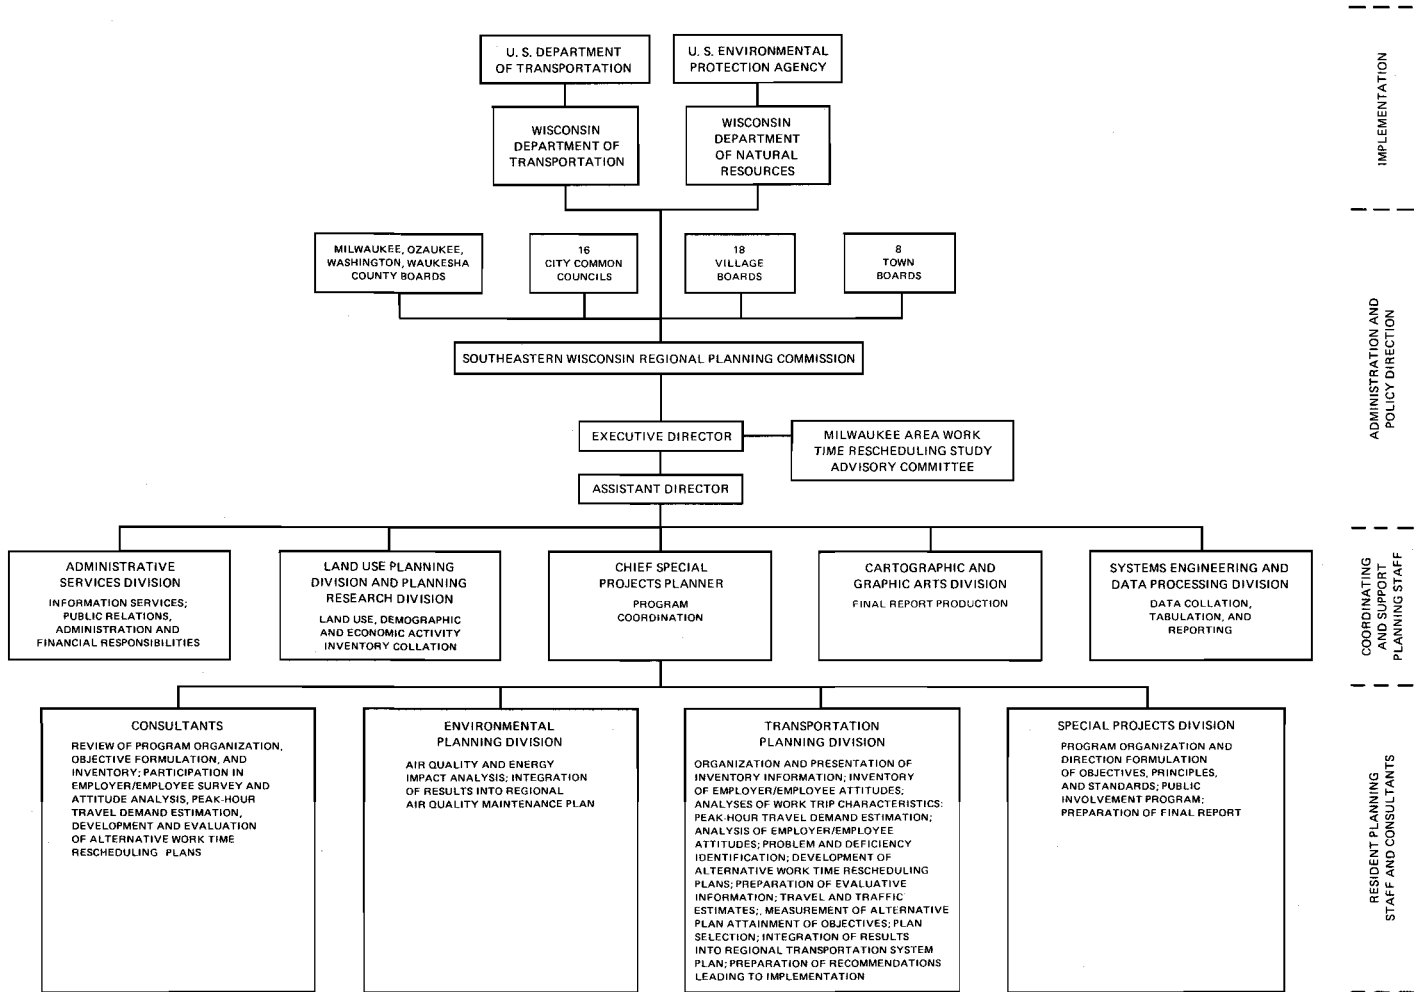 U. S. DEPARTMENT
OF TRANSPORTATION
U. S. ENVIRONMENTAL
PROTECTION AGENCY
WISCONSIN
DEPARTMENT OF
TRANSPORTATION
WISCONSIN
DEPARTMENT
OF NATURAL
RESOURCES
IMPLEMENTATION
MILWAUKEE, OZAUKEE,
WASHINGTON, WAUKESHA
COUNTY BOARDS
16
CITY COMMON
COUNCILS
18
VILLAGE
BOARDS
8
TOWN
BOARDS
SOUTHEASTERN WISCONSIN REGIONAL PLANNING COMMISSION
EXECUTIVE DIRECTOR
MILWAUKEE AREA WORK
TIME RESCHEDULING STUDY
ADVISORY COMMITTEE
ASSISTANT DIRECTOR
ADMINISTRATION AND
POLICY DIRECTION
ADMINISTRATIVE
SERVICES DIVISION
INFORMATION SERVICES;
PUBLIC RELATIONS,
ADMINISTRATION AND
FINANCIAL RESPONSIBILITIES
LAND USE PLANNING
DIVISION AND PLANNING
RESEARCH DIVISION
LAND USE, DEMOGRAPHIC
AND ECONOMIC ACTIVITY
INVENTORY COLLATION
CHIEF SPECIAL
PROJECTS PLANNER
PROGRAM
COORDINATION
CARTOGRAPHIC AND
GRAPHIC ARTS DIVISION
FINAL REPORT PRODUCTION
SYSTEMS ENGINEERING AND
DATA PROCESSING DIVISION
DATA COLLATION,
TABULATION, AND
REPORTING
COORDINATING
AND SUPPORT
PLANNING STAFF
CONSULTANTS
REVIEW OF PROGRAM ORGANIZATION,
OBJECTIVE FORMULATION, AND
INVENTORY; PARTICIPATION IN
EMPLOYER/EMPLOYEE SURVEY AND
ATTITUDE ANALYSIS, PEAK-HOUR
TRAVEL DEMAND ESTIMATION,
DEVELOPMENT AND EVALUATION
OF ALTERNATIVE WORK TIME
RESCHEDULING PLANS
ENVIRONMENTAL
PLANNING DIVISION
AIR QUALITY AND ENERGY
IMPACT ANALYSIS; INTEGRATION
OF RESULTS INTO REGIONAL
AIR QUALITY MAINTENANCE PLAN
TRANSPORTATION
PLANNING DIVISION
ORGANIZATION AND PRESENTATION OF
INVENTORY INFORMATION; INVENTORY
OF EMPLOYER/EMPLOYEE ATTITUDES;
ANALYSES OF WORK TRIP CHARACTERISTICS:
PEAK-HOUR TRAVEL DEMAND ESTIMATION;
ANALYSIS OF EMPLOYER/EMPLOYEE
ATTITUDES; PROBLEM AND DEFICIENCY
IDENTIFICATION; DEVELOPMENT OF
ALTERNATIVE WORK TIME RESCHEDULING
PLANS; PREPARATION OF EVALUATIVE
INFORMATION; TRAVEL AND TRAFFIC
ESTIMATES;, MEASUREMENT OF ALTERNATIVE
PLAN ATTAINMENT OF OBJECTIVES; PLAN
SELECTION; INTEGRATION OF RESULTS
INTO REGIONAL TRANSPORTATION SYSTEM
PLAN; PREPARATION OF RECOMMENDATIONS
LEADING TO IMPLEMENTATION
SPECIAL PROJECTS DIVISION
PROGRAM ORGANIZATION AND
DIRECTION FORMULATION
OF OBJECTIVES, PRINCIPLES,
AND STANDARDS; PUBLIC
INVOLVEMENT PROGRAM;
PREPARATION OF FINAL REPORT
RESIDENT PLANNING
STAFF AND CONSULTANTS